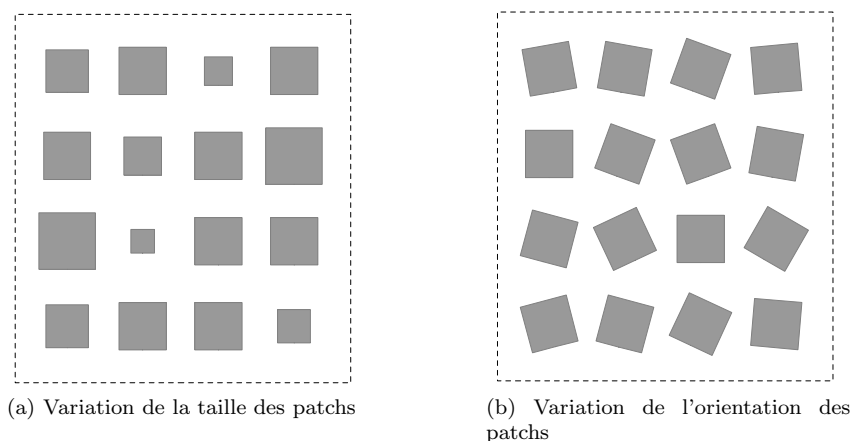 (a) Variation de la taille des patchs
(b) Variation de l'orientation des
patchs